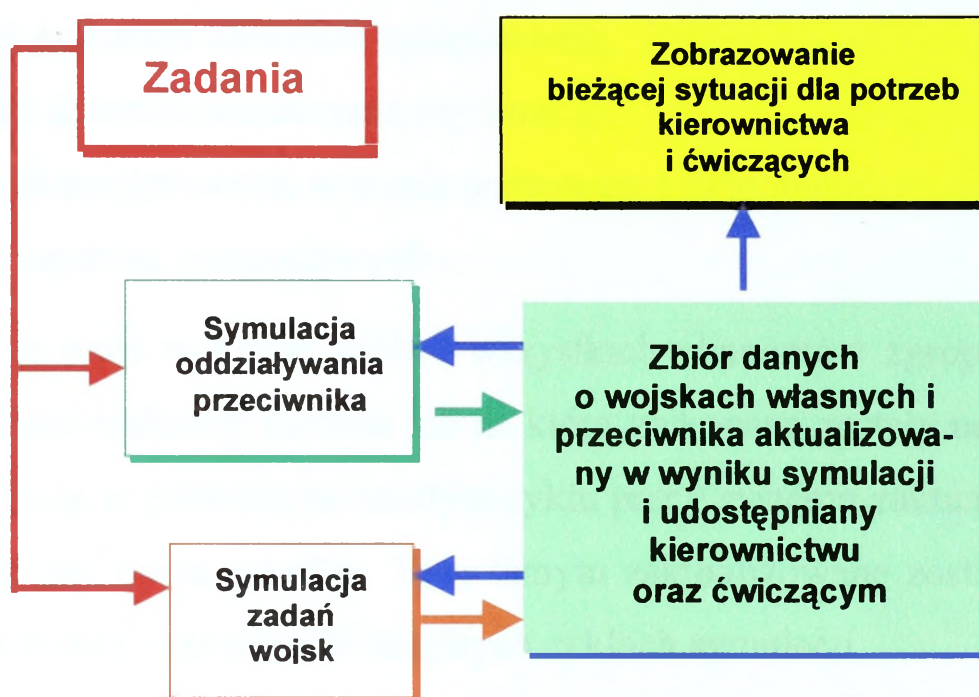 Zadania
Zobrazowanie
bieżącej sytuacji dla potrzeb
kierownictwa
i ćwiczących
Symulacja
oddziaływania
przeciwnika
Zbiór danych
o wojskach własnych i
przeciwnika aktualizowa-
ny w wyniku symulacji
i udostępniany
kierownictwu
oraz ćwiczącym
Symulacja
zadań
wojsk